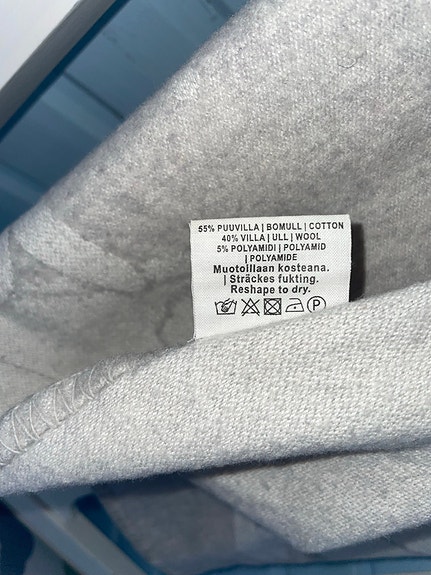 55% PUUVILLA | BOMULL | COTTON
40% VILLA | ULL | WOOL
5% POLYAMIDI | POLYAMID
| POLYAMIDE
Muotoillaan kosteana.
| Sträckes fukting.
Reshape to dry.
P